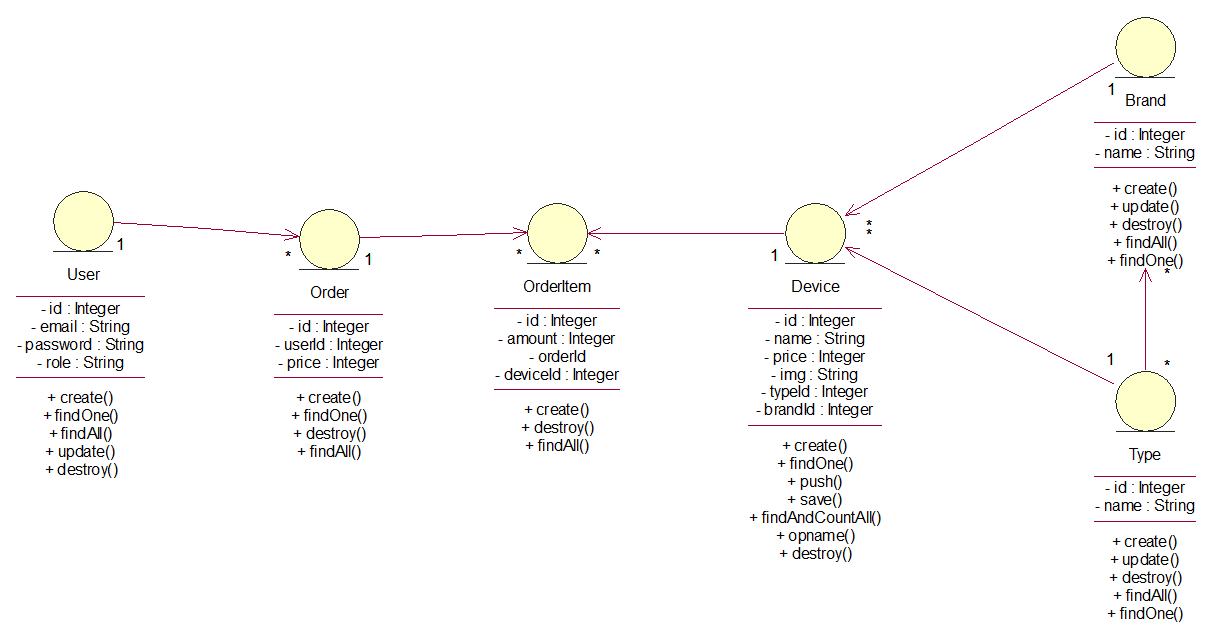 User
- id : Integer
- email : String
- password : String
- role : String
+ create()
+ findOne()
+ findAll()
+ update()
+ destroy()
1
*
Order
- id : Integer
- userId : Integer
- price : Integer
+ create()
+ findOne()
+ destroy()
+ findAll()
1
*
OrderItem
- id : Integer
- amount : Integer
- orderId
- deviceId : Integer
+ create()
+ destroy()
+ findAll()
*
1
Device
- id : Integer
- name : String
- price : Integer
- img : String
- typeId : Integer
- brandId : Integer
+ create()
+ findOne()
+ push()
+ save()
+ findAndCountAll()
+ opname()
+ destroy()
*
*
1
Brand
- id : Integer
- name : String
+ create()
+ update()
+ destroy()
+ findAll()
+ findOne()
*
1
*
Type
- id : Integer
- name : String
+ create()
+ update()
+ destroy()
+ findAll()
+ findOne()